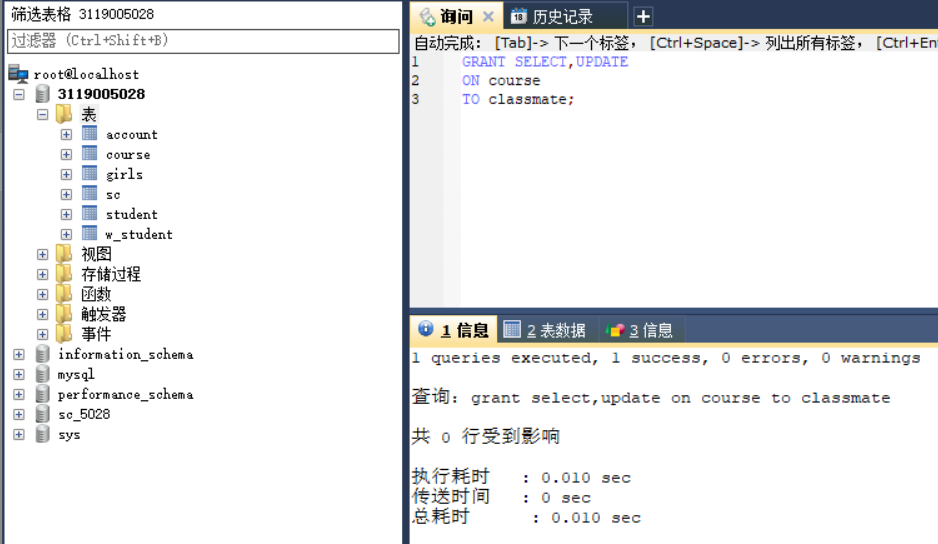 筛选表格 3119005028
过滤器 (Ctrl+Shift+B)
root@localhost
3119005028
表
account
course
girls
sc
student
w_student
视图
存储过程
函数
触发器
事件
information_schema
mysql
performance_schema
sc_5028
sys
询问 历史记录
自动完成: [Tab]-> 下一个标签, [Ctrl+Space]-> 列出所有标签, [Ctrl+En
1 GRANT SELECT,UPDATE
2 ON course
3 TO classmate;
1 信息 2 表数据 3 信息
1 queries executed, 1 success, 0 errors, 0 warnings
查询: grant select,update on course to classmate
共 0 行受到影响
执行耗时 : 0.010 sec
传送时间 : 0 sec
总耗时 : 0.010 sec